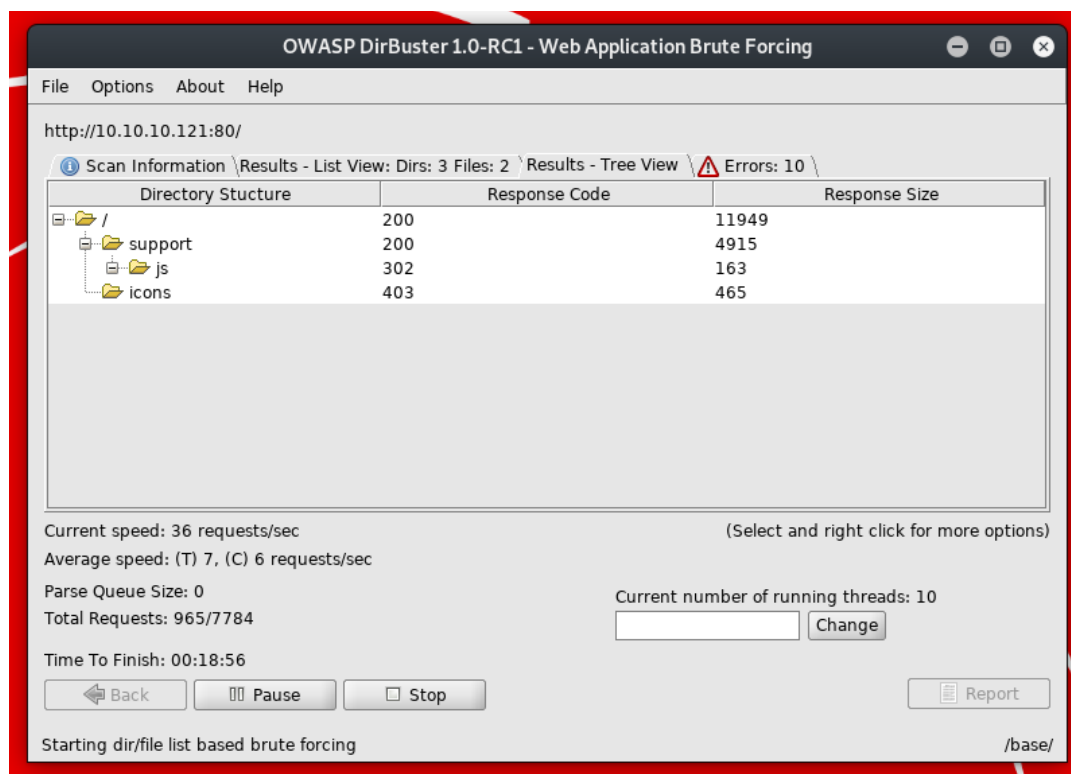 OWASP DirBuster 1.0-RC1 - Web Application Brute Forcing
File Options About Help
http://10.10.10.121:80/
Scan Information \Results - List View: Dirs: 3 Files: 2 \Results - Tree View \ Errors: 10 \
Directory Stucture Response Code Response Size
/ 200 11949
support 200 4915
js 302 163
icons 403 465
Current speed: 36 requests/sec (Select and right click for more options)
Average speed: (T) 7, (C) 6 requests/sec
Parse Queue Size: 0
Current number of running threads: 10
Total Requests: 965/7784
Change
Time To Finish: 00:18:56
Back Pause Stop Report
Starting dir/file list based brute forcing /base/